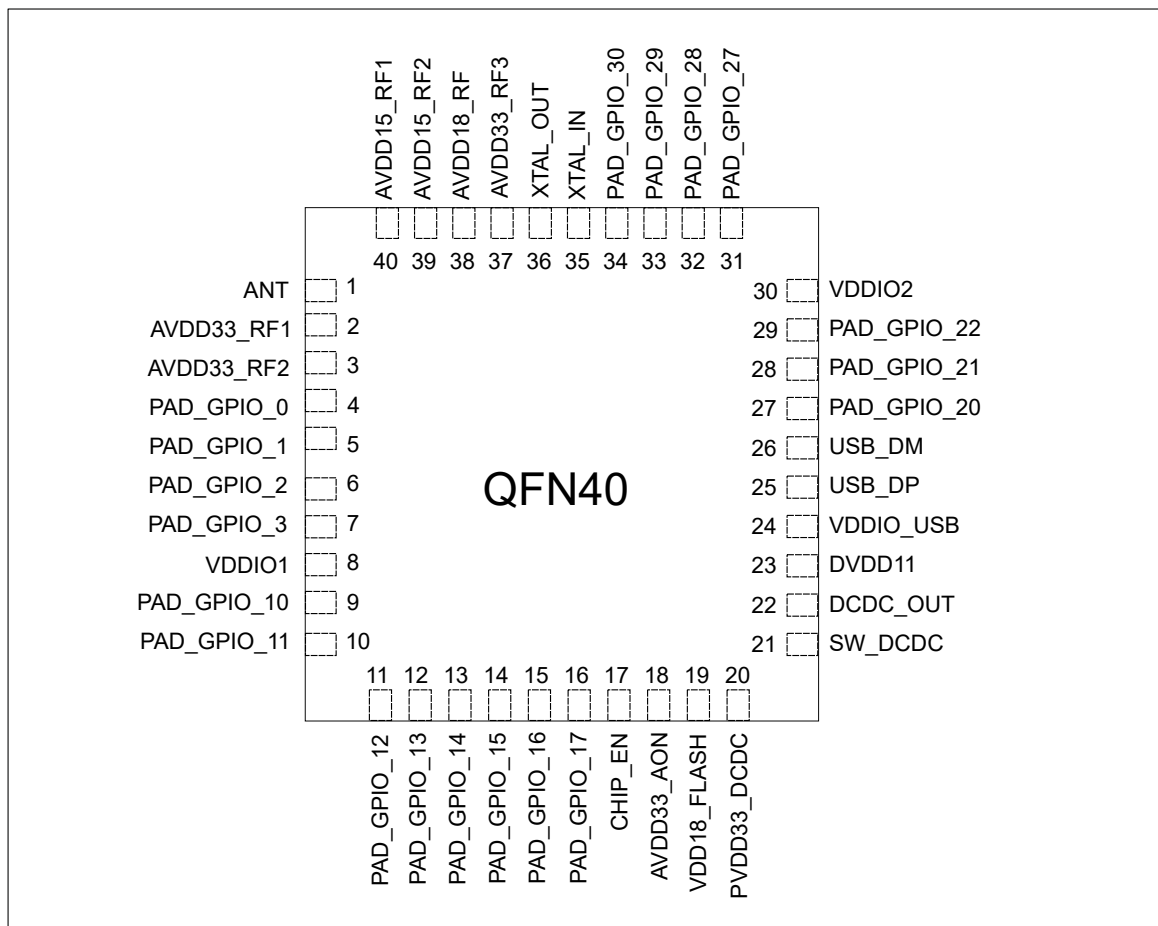 AVDD15_RF1
AVDD15_RF2
AVDD18_RF
AVDD33_RF3
XTAL_OUT
XTAL_IN
PAD_GPIO_30
PAD_GPIO_29
PAD_GPIO_28
PAD_GPIO_27
40 39 38 37 36 35 34 33 32 31
ANT 1
AVDD33_RF1 2
AVDD33_RF2 3
PAD_GPIO_0 4
PAD_GPIO_1 5
PAD_GPIO_2 6
PAD_GPIO_3 7
VDDIO1 8
PAD_GPIO_10 9
PAD_GPIO_11 10
QFN40
30 VDDIO2
29 PAD_GPIO_22
28 PAD_GPIO_21
27 PAD_GPIO_20
26 USB_DM
25 USB_DP
24 VDDIO_USB
23 DVDD11
22 DCDC_OUT
21 SW_DCDC
11 12 13 14 15 16 17 18 19 20
PAD_GPIO_12
PAD_GPIO_13
PAD_GPIO_14
PAD_GPIO_15
PAD_GPIO_16
PAD_GPIO_17
CHIP_EN
AVDD33_AON
VDD18_FLASH
PVDD33_DCDC